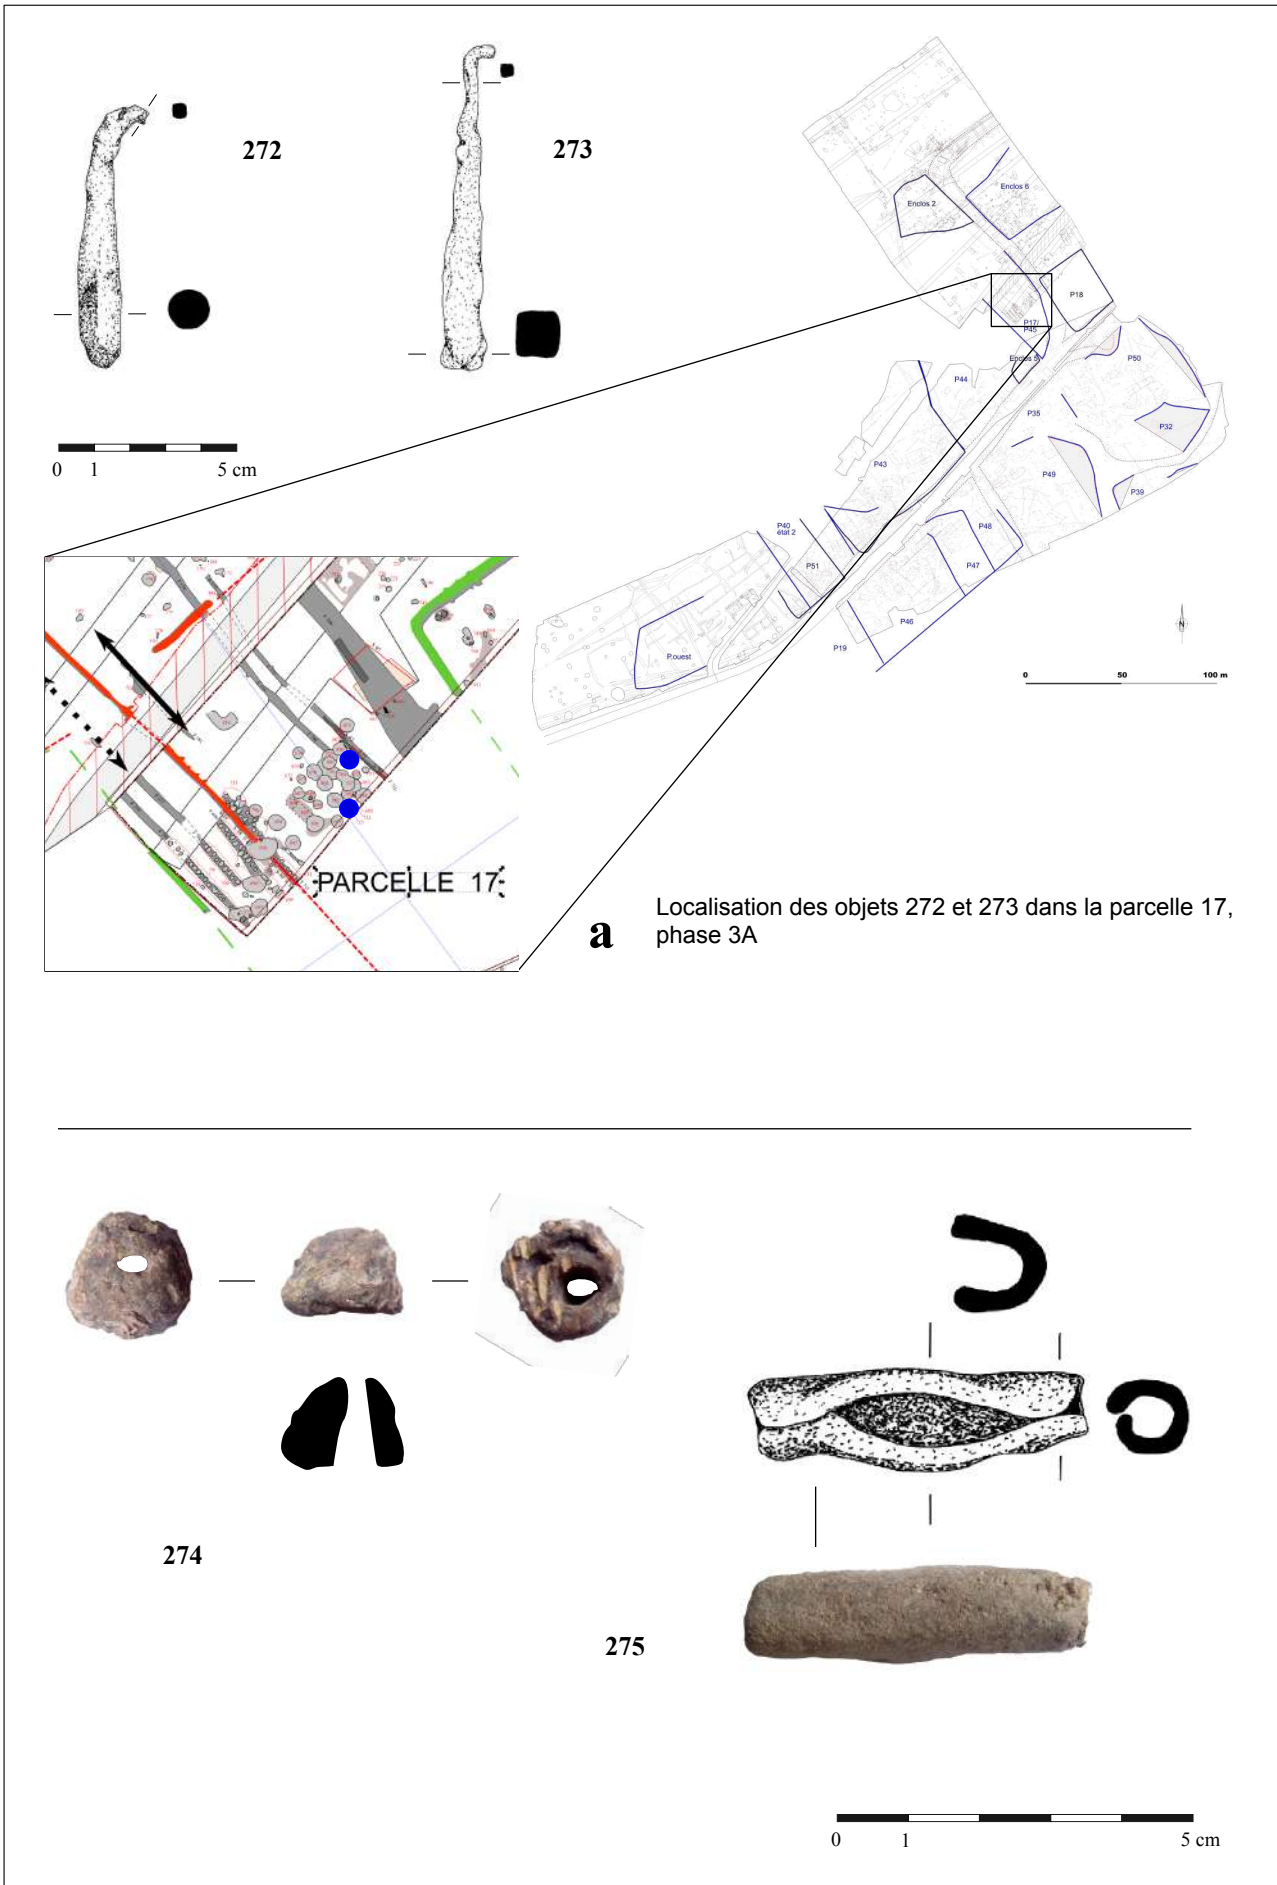 272
273
0 1 5 cm
Enclos 2
Enclos 6
P18
P17/
P45
Enclos 5
P50
P44
P35
P32
P43
P49
P39
P40
état 2
P48
P51
P47
P46
P19
P.ouest
N
0 50 100 m
PARCELLE 17
a
Localisation des objets 272 et 273 dans la parcelle 17,
phase 3A
274
275
0 1 5 cm